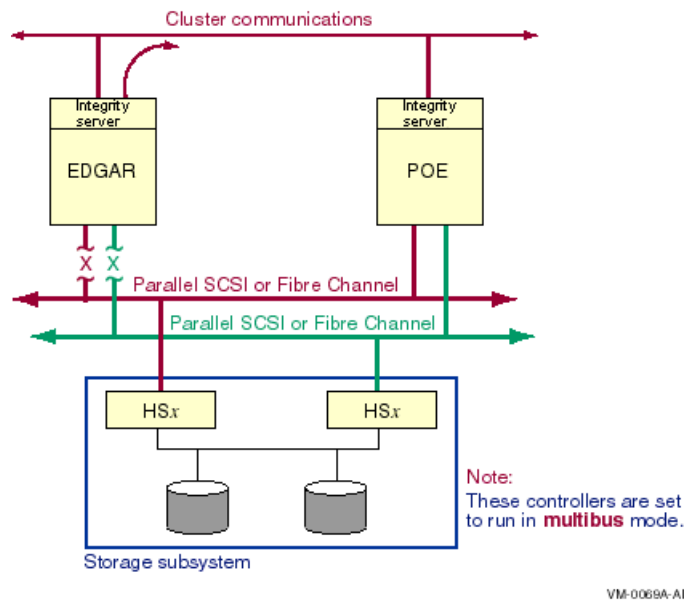 Cluster communications
Integrity
server
EDGAR
Integrity
server
POE
X X
Parallel SCSI or Fibre Channel
Parallel SCSI or Fibre Channel
HSx
HSx
Note:
These controllers are set
to run in multibus mode.
Storage subsystem
VM-0069A-AI